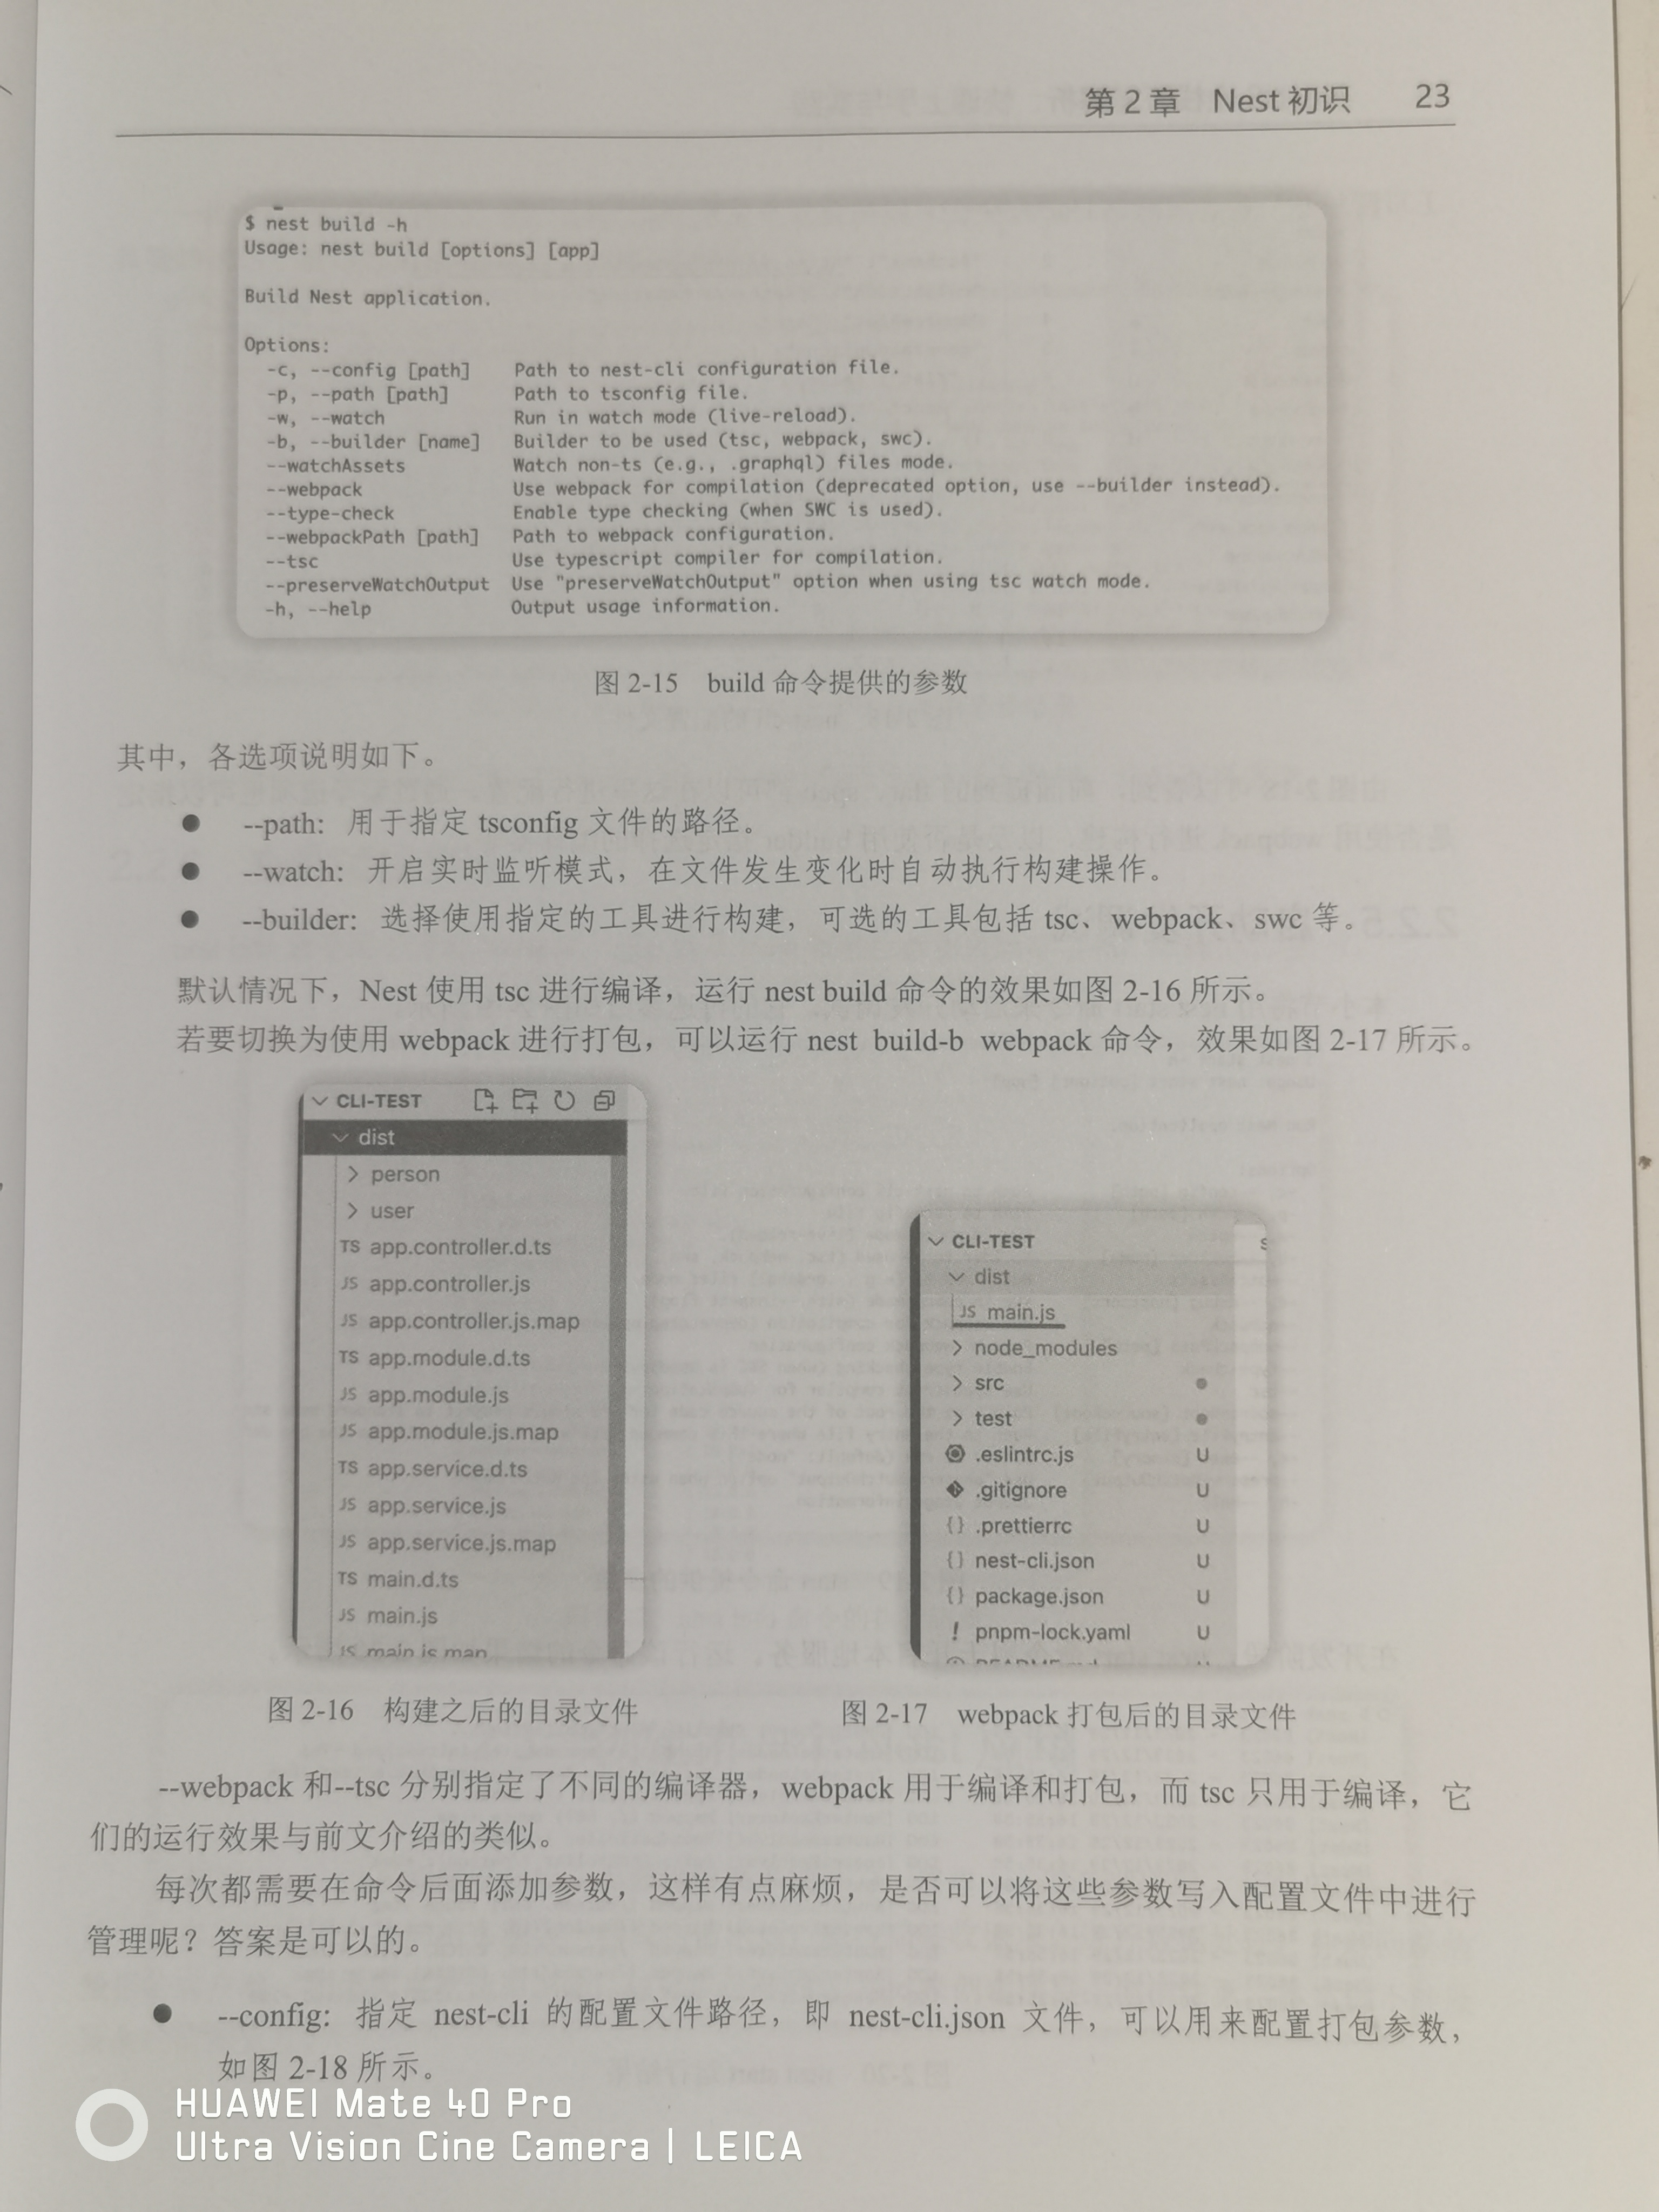 第 2 章　Nest 初识　23
$ nest build -h
Usage: nest build [options] [app]
Build Nest application.
Options:
-c, --config [path]　Path to nest-cli configuration file.
-p, --path [path]　Path to tsconfig file.
-w, --watch　Run in watch mode (live-reload).
-b, --builder [name]　Builder to be used (tsc, webpack, swc).
--watchAssets　Watch non-ts (e.g., .graphql) files mode.
--webpack　Use webpack for compilation (deprecated option, use --builder instead).
--type-check　Enable type checking (when SWC is used).
--webpackPath [path]　Path to webpack configuration.
--tsc　Use typescript compiler for compilation.
--preserveWatchOutput　Use "preserveWatchOutput" option when using tsc watch mode.
-h, --help　Output usage information.
图 2-15　build 命令提供的参数
其中，各选项说明如下。
● --path: 用于指定 tsconfig 文件的路径。
● --watch: 开启实时监听模式，在文件发生变化时自动执行构建操作。
● --builder: 选择使用指定的工具进行构建，可选的工具包括 tsc、webpack、swc 等。
默认情况下，Nest 使用 tsc 进行编译，运行 nest build 命令的效果如图 2-16 所示。
若要切换为使用 webpack 进行打包，可以运行 nest build-b webpack 命令，效果如图 2-17 所示。
CLI-TEST
dist
person
user
TS app.controller.d.ts
JS app.controller.js
JS app.controller.js.map
TS app.module.d.ts
JS app.module.js
JS app.module.js.map
TS app.service.d.ts
JS app.service.js
JS app.service.js.map
TS main.d.ts
JS main.js
JS main.js.map
图 2-16　构建之后的目录文件
CLI-TEST
dist
JS main.js
node_modules
src
test
.eslintrc.js U
.gitignore U
{} .prettierrc U
{} nest-cli.json U
{} package.json U
! pnpm-lock.yaml U
图 2-17　webpack 打包后的目录文件
--webpack 和--tsc 分别指定了不同的编译器，webpack 用于编译和打包，而 tsc 只用于编译，它
们的运行效果与前文介绍的类似。
每次都需要在命令后面添加参数，这样有点麻烦，是否可以将这些参数写入配置文件中进行
管理呢？答案是可以的。
● --config: 指定 nest-cli 的配置文件路径，即 nest-cli.json 文件，可以用来配置打包参数，
如图 2-18 所示。
HUAWEI Mate 40 Pro
Ultra Vision Cine Camera | LEICA